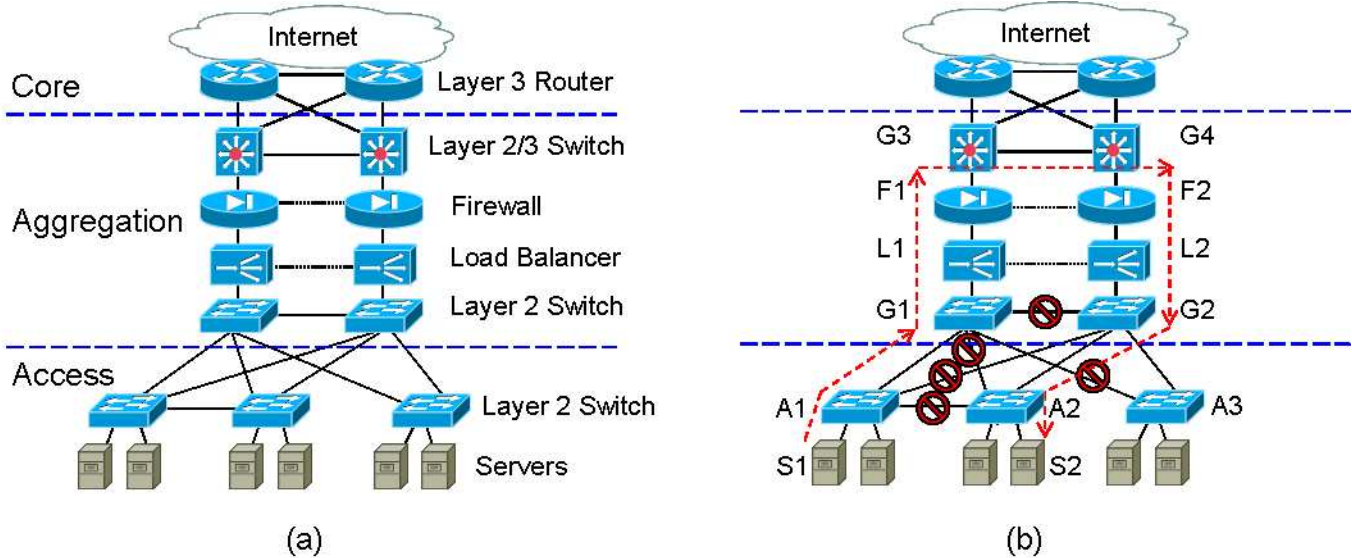 Internet
Core
Layer 3 Router
Layer 2/3 Switch
Aggregation
Firewall
Load Balancer
Layer 2 Switch
Access
Layer 2 Switch
Servers
(a)
Internet
G3
G4
F1
F2
L1
L2
G1
G2
A1
A2
A3
S1
S2
(b)